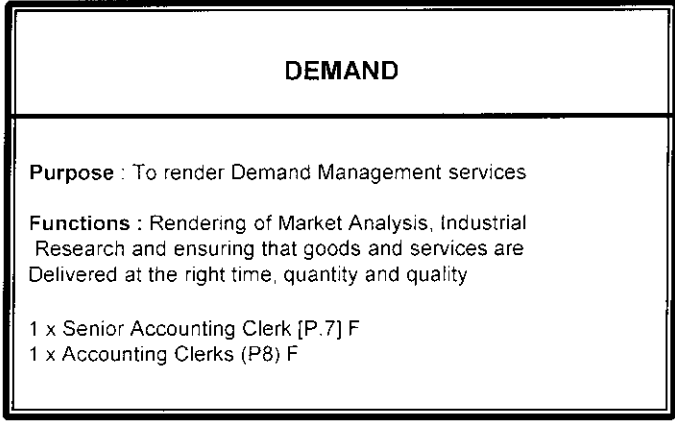 DEMAND
Purpose : To render Demand Management services
Functions : Rendering of Market Analysis, Industrial
Research and ensuring that goods and services are
Delivered at the right time, quantity and quality
1 x Senior Accounting Clerk [P.7] F
1 x Accounting Clerks (P8) F